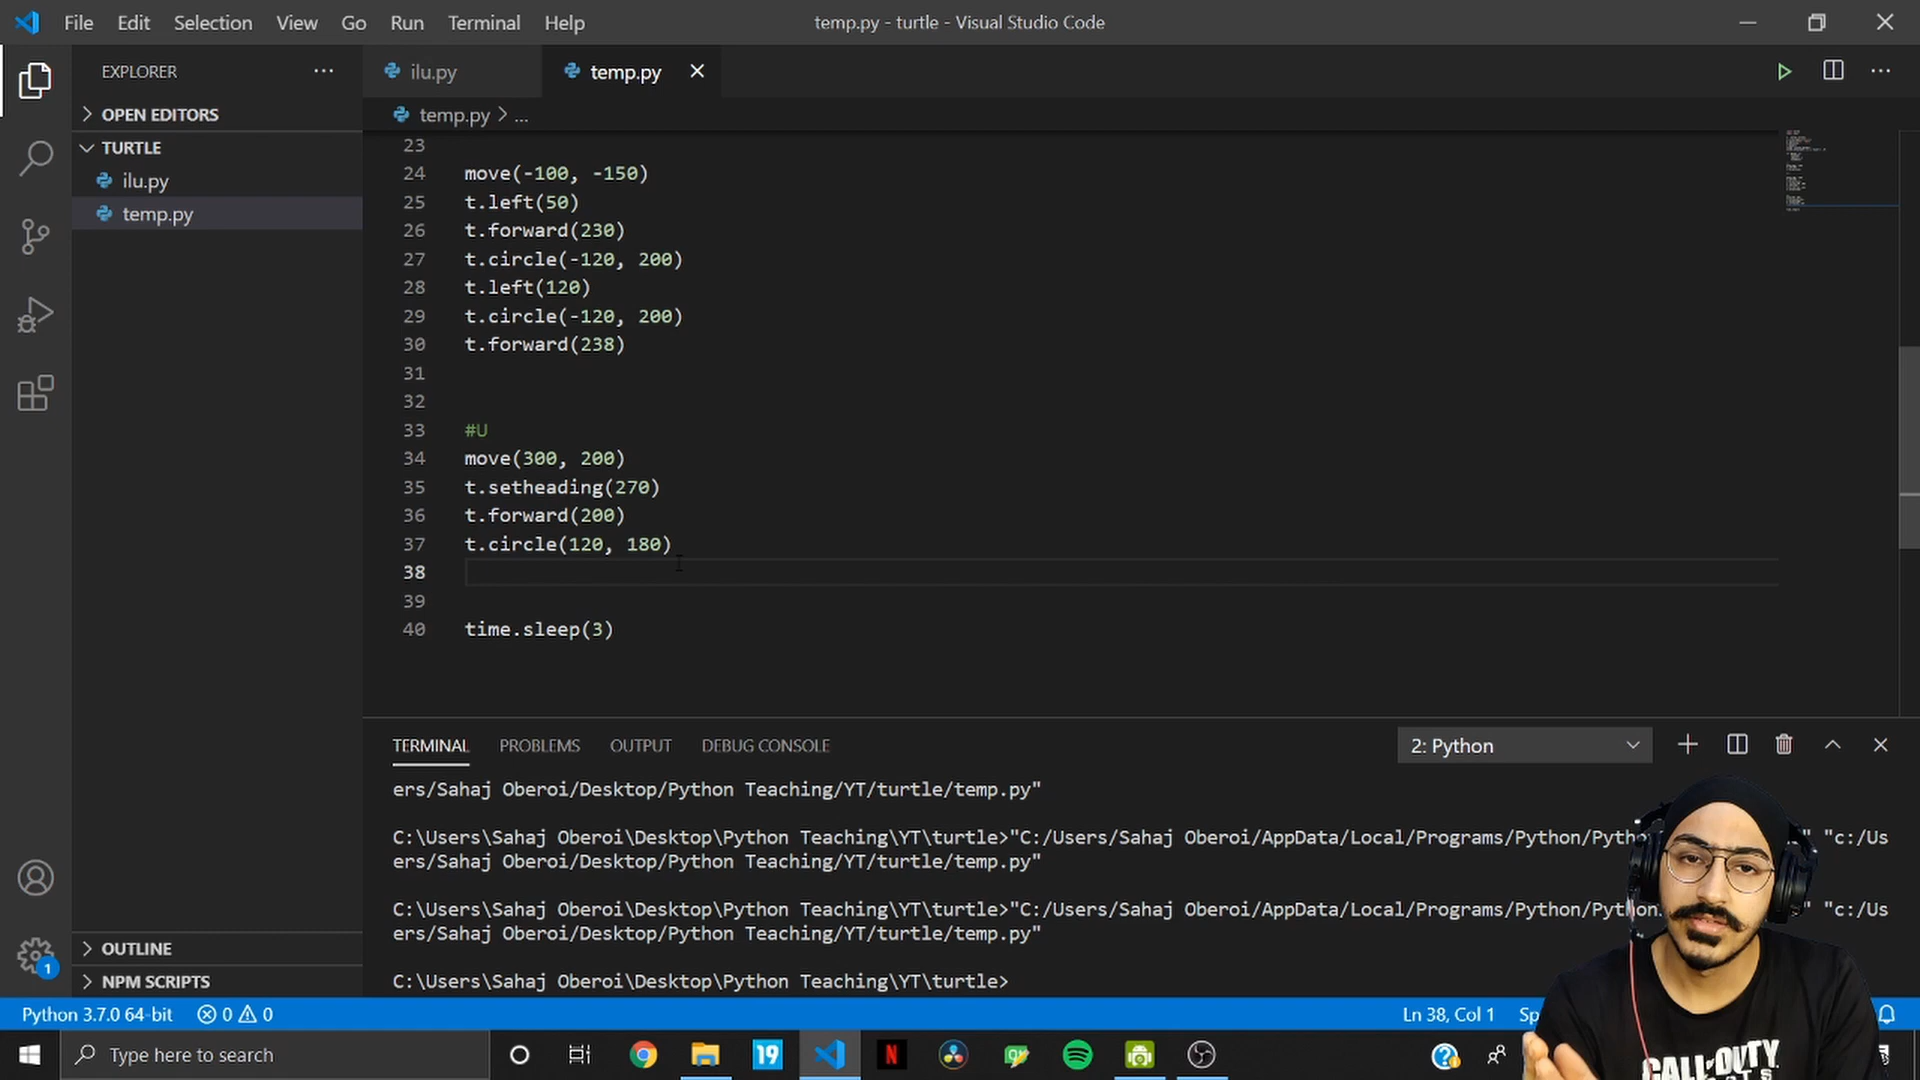 File Edit Selection View Go Run Terminal Help
temp.py - turtle - Visual Studio Code
EXPLORER
OPEN EDITORS
TURTLE
ilu.py
temp.py
OUTLINE
NPM SCRIPTS
ilu.py
temp.py
temp.py > ...
23
24 move(-100, -150)
25 t.left(50)
26 t.forward(230)
27 t.circle(-120, 200)
28 t.left(120)
29 t.circle(-120, 200)
30 t.forward(238)
31
32
33 #U
34 move(300, 200)
35 t.setheading(270)
36 t.forward(200)
37 t.circle(120, 180)
38
39
40 time.sleep(3)
TERMINAL PROBLEMS OUTPUT DEBUG CONSOLE
2: Python
ers/Sahaj Oberoi/Desktop/Python Teaching/YT/turtle/temp.py"
C:\Users\Sahaj Oberoi\Desktop\Python Teaching\YT\turtle>"C:/Users/Sahaj Oberoi/AppData/Local/Programs/Python/Pytho " "c:/Us
ers/Sahaj Oberoi/Desktop/Python Teaching/YT/turtle/temp.py"
C:\Users\Sahaj Oberoi\Desktop\Python Teaching\YT\turtle>"C:/Users/Sahaj Oberoi/AppData/Local/Programs/Python/Python " "c:/Us
ers/Sahaj Oberoi/Desktop/Python Teaching/YT/turtle/temp.py"
C:\Users\Sahaj Oberoi\Desktop\Python Teaching\YT\turtle>
1
Python 3.7.0 64-bit 0 0
Ln 38, Col 1 Sp
Type here to search
19
N
CALL OF DUTY